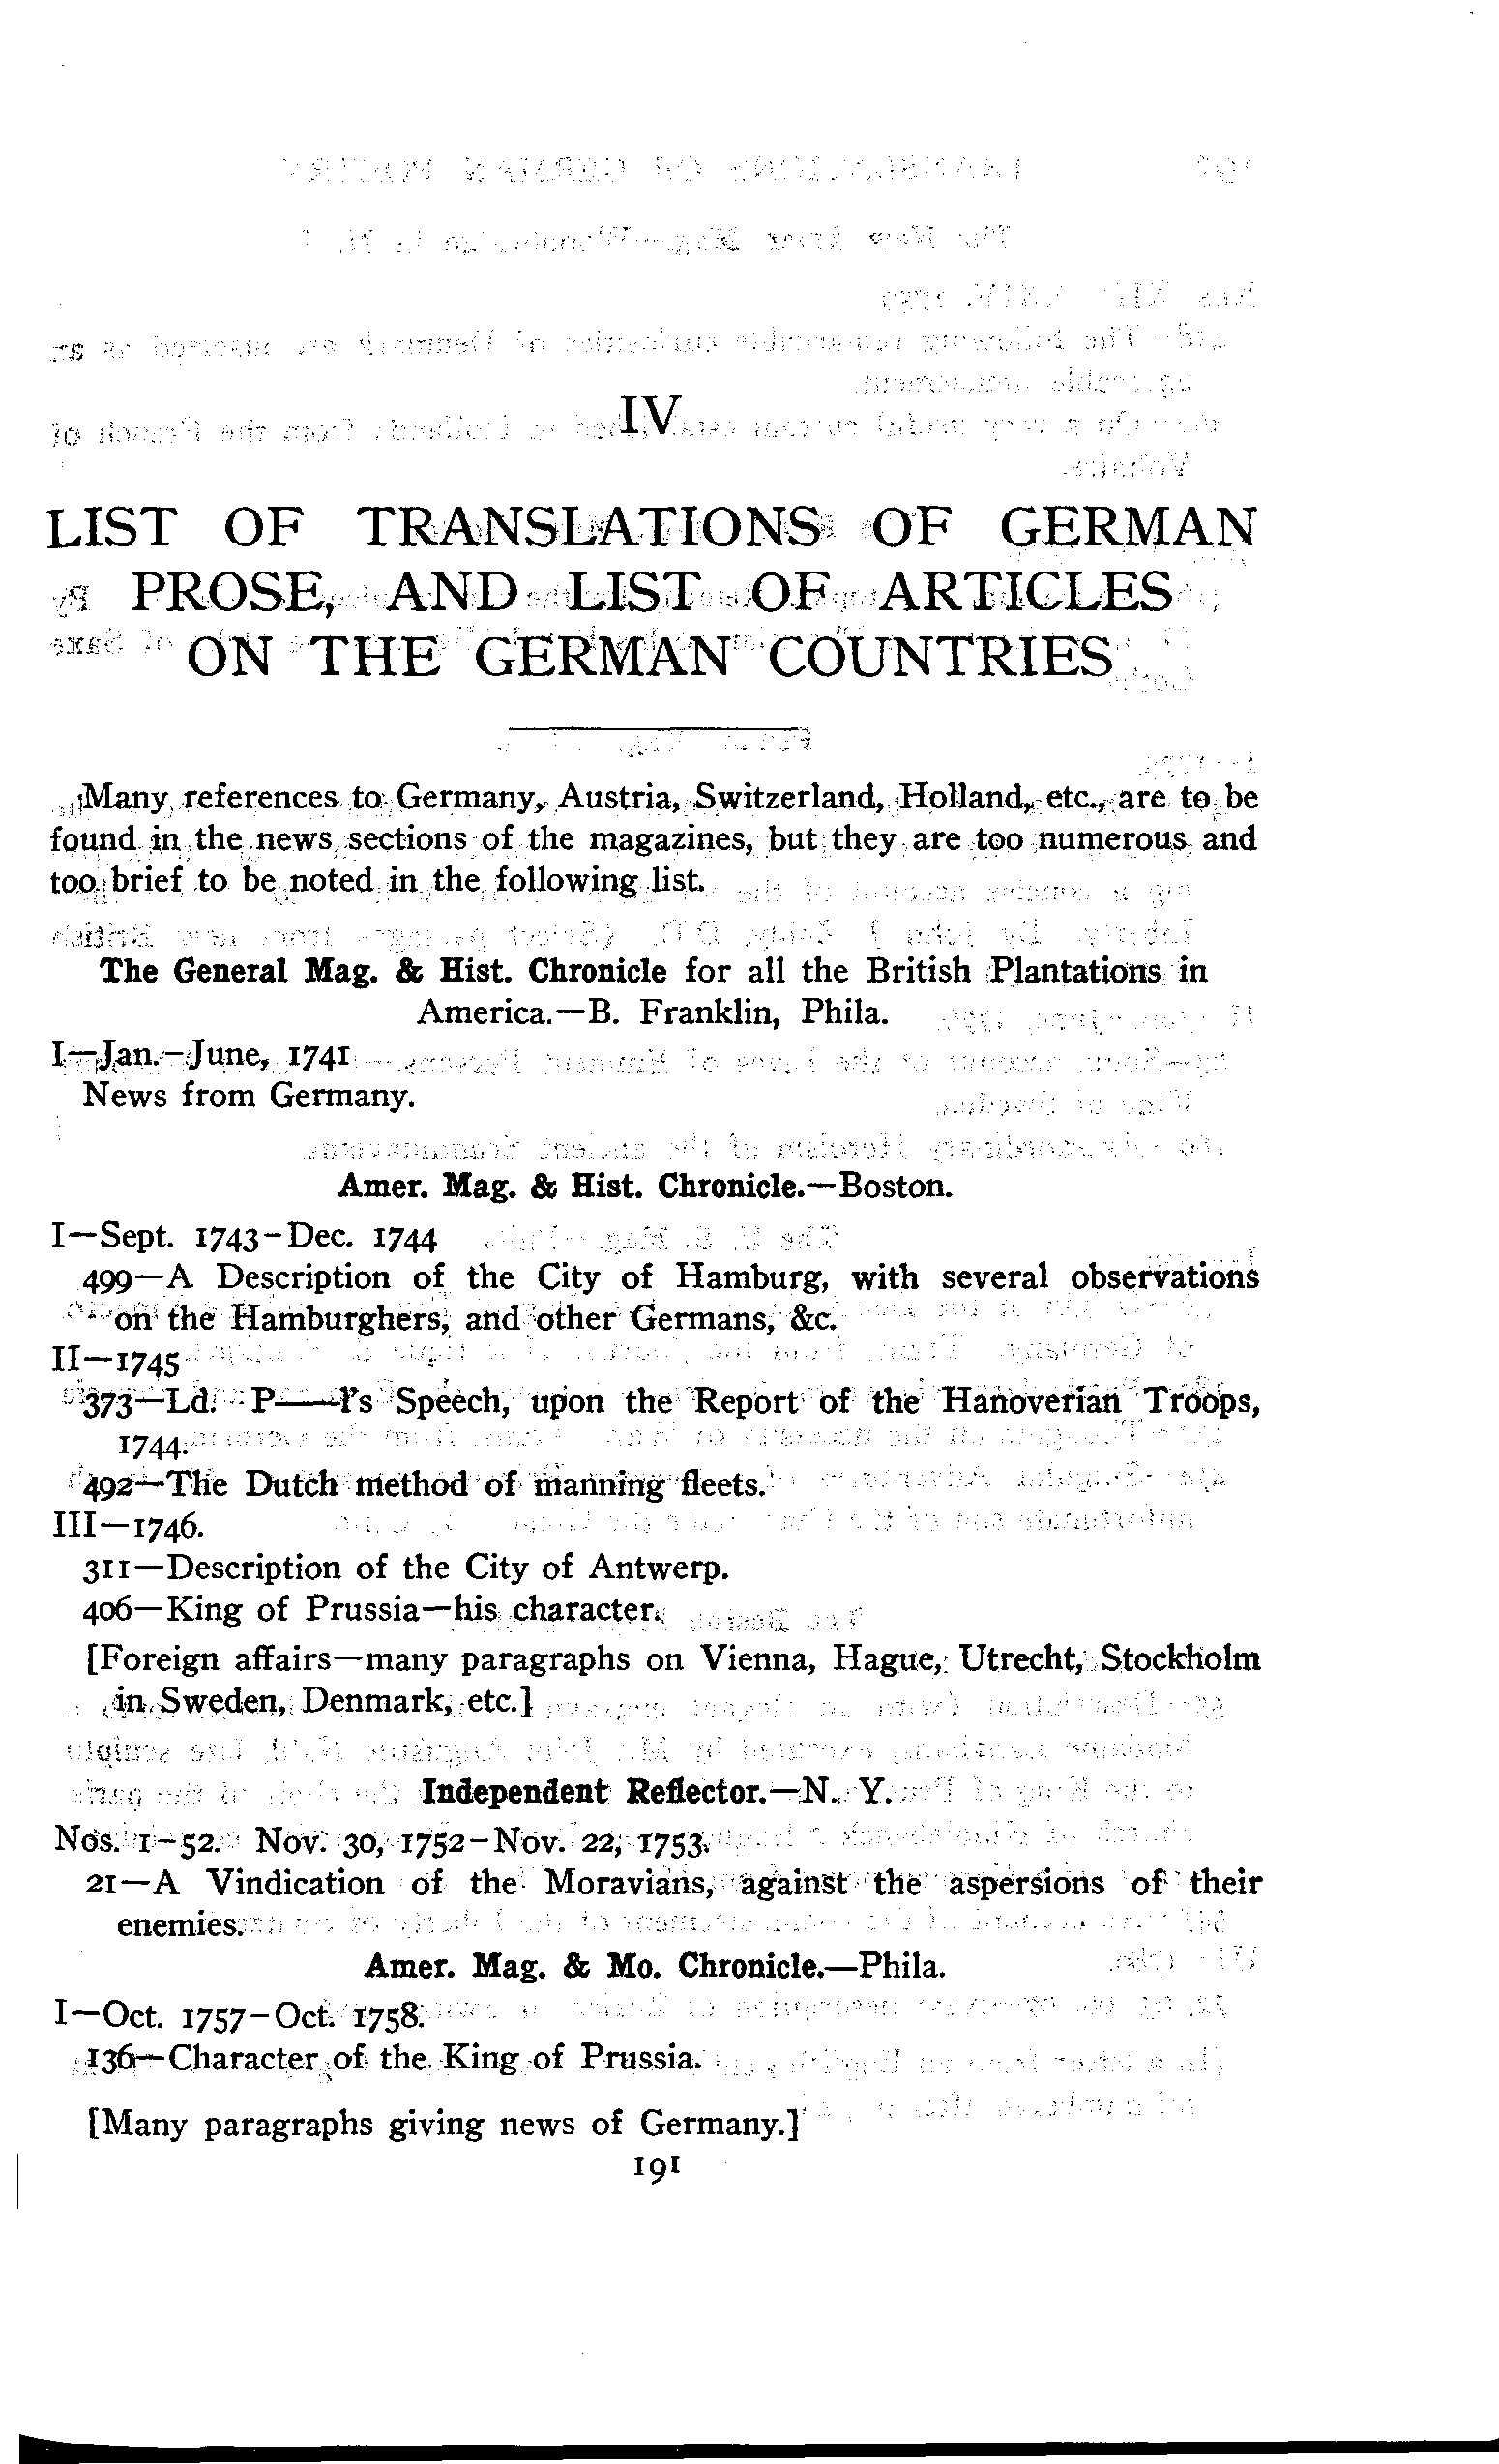 IV
LIST OF TRANSLATIONS OF GERMAN
PROSE, AND LIST OF ARTICLES
ON THE GERMAN COUNTRIES
Many references to Germany, Austria, Switzerland, Holland, etc., are to be
found in the news sections of the magazines, but they are too numerous and
too brief to be noted in the following list.
The General Mag. & Hist. Chronicle for all the British Plantations in
America.—B. Franklin, Phila.
I—Jan.–June, 1741
News from Germany.
Amer. Mag. & Hist. Chronicle.—Boston.
I—Sept. 1743–Dec. 1744
499—A Description of the City of Hamburg, with several observations
on the Hamburghers, and other Germans, &c.
II—1745
373—Ld. P——l's Speech, upon the Report of the Hanoverian Troops,
1744.
492—The Dutch method of manning fleets.
III—1746.
311—Description of the City of Antwerp.
406—King of Prussia—his character.
[Foreign affairs—many paragraphs on Vienna, Hague, Utrecht, Stockholm
in Sweden, Denmark, etc.]
Independent Reflector.—N. Y.
Nos. 1–52. Nov. 30, 1752–Nov. 22, 1753.
21—A Vindication of the Moravians, against the aspersions of their
enemies.
Amer. Mag. & Mo. Chronicle.—Phila.
I—Oct. 1757–Oct. 1758.
136—Character of the King of Prussia.
[Many paragraphs giving news of Germany.]
191